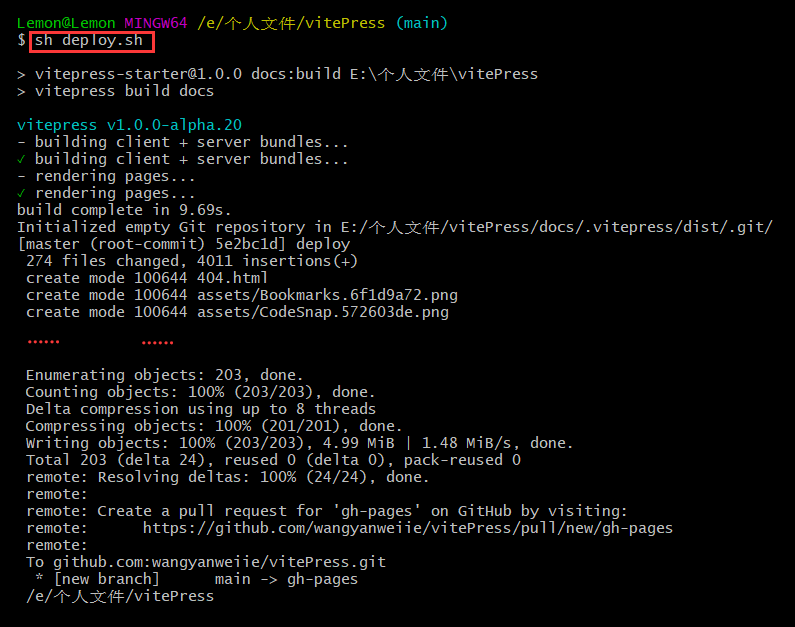 Lemon@Lemon MINGW64 /e/个人文件/vitePress (main)
$ sh deploy.sh
> vitepress-starter@1.0.0 docs:build E:\个人文件\vitePress
> vitepress build docs
vitepress v1.0.0-alpha.20
- building client + server bundles...
✓ building client + server bundles...
- rendering pages...
✓ rendering pages...
build complete in 9.69s.
Initialized empty Git repository in E:/个人文件/vitePress/docs/.vitepress/dist/.git/
[master (root-commit) 5e2bc1d] deploy
 274 files changed, 4011 insertions(+)
 create mode 100644 404.html
 create mode 100644 assets/Bookmarks.6f1d9a72.png
 create mode 100644 assets/CodeSnap.572603de.png
...... ......
Enumerating objects: 203, done.
Counting objects: 100% (203/203), done.
Delta compression using up to 8 threads
Compressing objects: 100% (201/201), done.
Writing objects: 100% (203/203), 4.99 MiB | 1.48 MiB/s, done.
Total 203 (delta 24), reused 0 (delta 0), pack-reused 0
remote: Resolving deltas: 100% (24/24), done.
remote:
remote: Create a pull request for 'gh-pages' on GitHub by visiting:
remote:      https://github.com/wangyanweiie/vitePress/pull/new/gh-pages
remote:
To github.com:wangyanweiie/vitePress.git
 * [new branch]      main -> gh-pages
/e/个人文件/vitePress